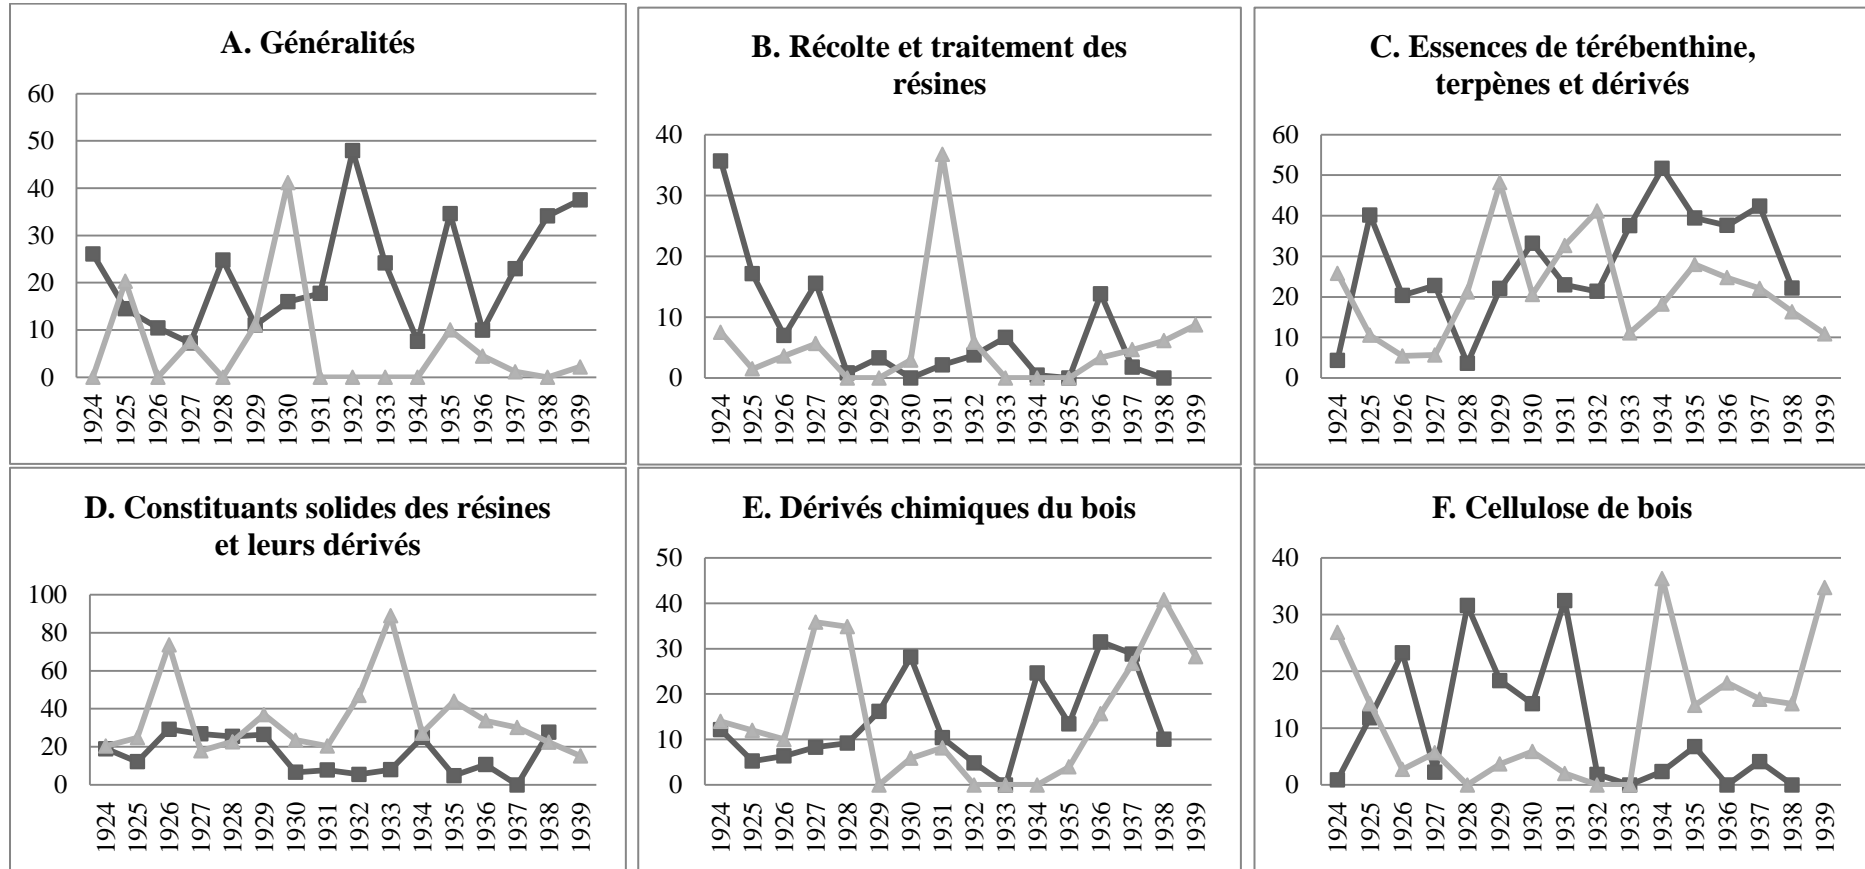 A. Généralités
60
50
40
30
20
10
0
1924 1925 1926 1927 1928 1929 1930 1931 1932 1933 1934 1935 1936 1937 1938 1939
B. Récolte et traitement des
résines
40
30
20
10
0
1924 1925 1926 1927 1928 1929 1930 1931 1932 1933 1934 1935 1936 1937 1938 1939
C. Essences de térébenthine,
terpènes et dérivés
60
50
40
30
20
10
0
1924 1925 1926 1927 1928 1929 1930 1931 1932 1933 1934 1935 1936 1937 1938 1939
D. Constituants solides des résines
et leurs dérivés
100
80
60
40
20
0
1924 1925 1926 1927 1928 1929 1930 1931 1932 1933 1934 1935 1936 1937 1938 1939
E. Dérivés chimiques du bois
50
40
30
20
10
0
1924 1925 1926 1927 1928 1929 1930 1931 1932 1933 1934 1935 1936 1937 1938 1939
F. Cellulose de bois
40
30
20
10
0
1924 1925 1926 1927 1928 1929 1930 1931 1932 1933 1934 1935 1936 1937 1938 1939